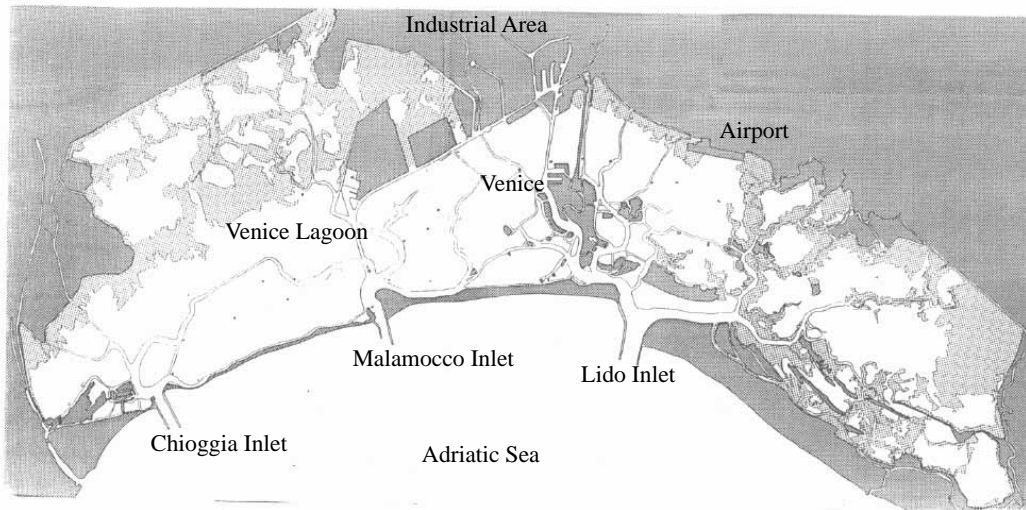 Industrial Area
Airport
Venice
Venice Lagoon
Malamocco Inlet
Lido Inlet
Chioggia Inlet
Adriatic Sea